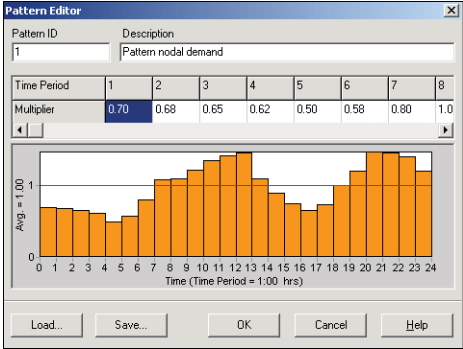 Pattern Editor
Pattern ID Description
1 Pattern nodal demand
Time Period 1 2 3 4 5 6 7 8
Multiplier 0.70 0.68 0.65 0.62 0.50 0.58 0.80 1.0
Avg. = 1.00
1
0
0 1 2 3 4 5 6 7 8 9 10 11 12 13 14 15 16 17 18 19 20 21 22 23 24
Time (Time Period = 1:00 hrs)
Load... Save... OK Cancel Help